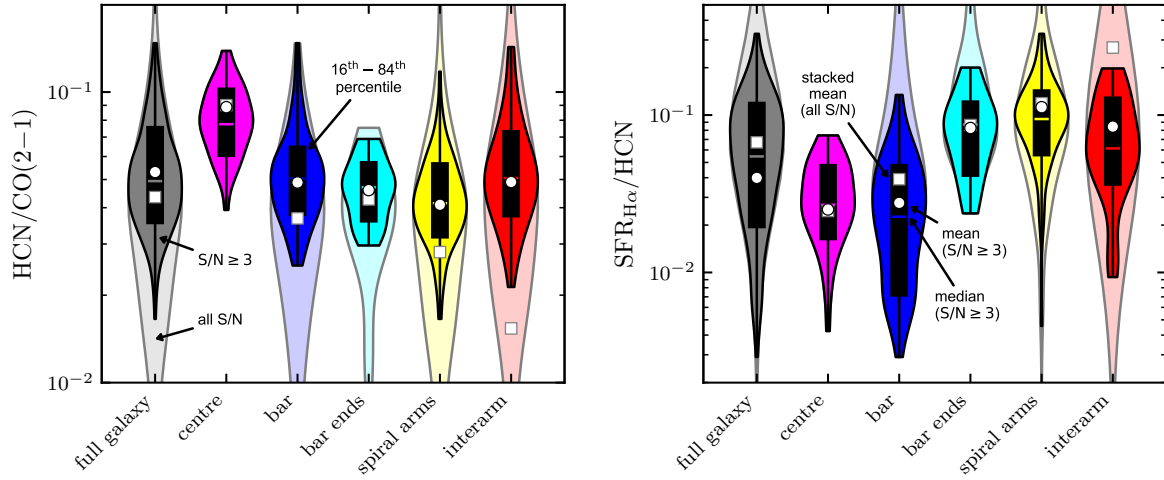 HCN/CO(2−1)
10⁻¹
10⁻²
16ᵗʰ − 84ᵗʰ
percentile
S/N ≥ 3
all S/N
full galaxy
centre
bar
bar ends
spiral arms
interarm
SFR_Hα/HCN
10⁻¹
10⁻²
stacked
mean
(all S/N)
mean
(S/N ≥ 3)
median
(S/N ≥ 3)
full galaxy
centre
bar
bar ends
spiral arms
interarm